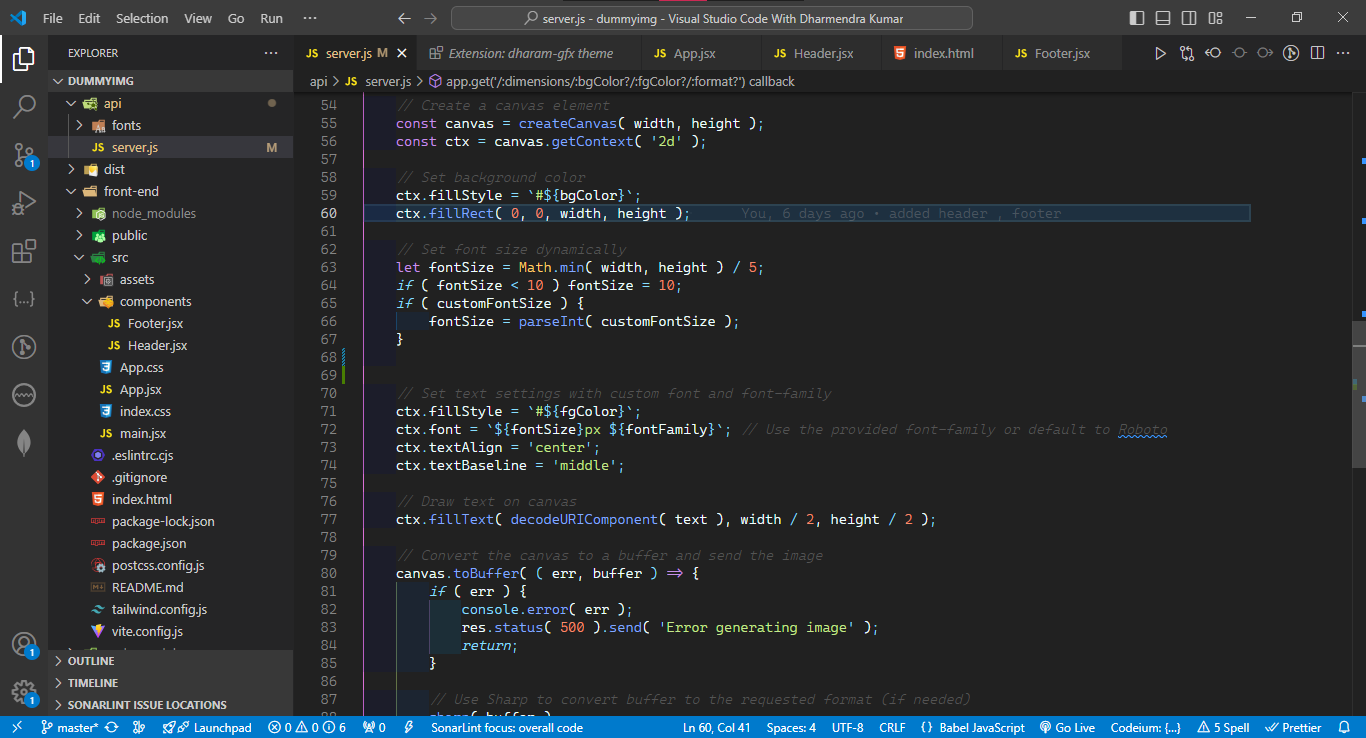 File Edit Selection View Go Run ··· server.js - dummyimg - Visual Studio Code With Dharmendra Kumar
EXPLORER ···
JS server.js M
Extension: dharam-gfx theme
JS App.jsx
JS Header.jsx
index.html
JS Footer.jsx
api > JS server.js > app.get('/:dimensions/:bgColor?/:fgColor?/:format?') callback
DUMMYIMG
api
fonts
JS server.js M
dist
front-end
node_modules
public
src
assets
components
JS Footer.jsx
JS Header.jsx
App.css
JS App.jsx
index.css
JS main.jsx
.eslintrc.cjs
.gitignore
index.html
package-lock.json
package.json
postcss.config.js
README.md
tailwind.config.js
vite.config.js
OUTLINE
TIMELINE
SONARLINT ISSUE LOCATIONS
1
1
1
54 // Create a canvas element
55 const canvas = createCanvas( width, height );
56 const ctx = canvas.getContext( '2d' );
57
58 // Set background color
59 ctx.fillStyle = `#${bgColor}`;
60 ctx.fillRect( 0, 0, width, height ); You, 6 days ago • added header , footer
61
62 // Set font size dynamically
63 let fontSize = Math.min( width, height ) / 5;
64 if ( fontSize < 10 ) fontSize = 10;
65 if ( customFontSize ) {
66 fontSize = parseInt( customFontSize );
67 }
68
69
70 // Set text settings with custom font and font-family
71 ctx.fillStyle = `#${fgColor}`;
72 ctx.font = `${fontSize}px ${fontFamily}`; // Use the provided font-family or default to Roboto
73 ctx.textAlign = 'center';
74 ctx.textBaseline = 'middle';
75
76 // Draw text on canvas
77 ctx.fillText( decodeURIComponent( text ), width / 2, height / 2 );
78
79 // Convert the canvas to a buffer and send the image
80 canvas.toBuffer( ( err, buffer ) => {
81 if ( err ) {
82 console.error( err );
83 res.status( 500 ).send( 'Error generating image' );
84 return;
85 }
86
87 // Use Sharp to convert buffer to the requested format (if needed)
master* Launchpad 0 0 6 0 SonarLint focus: overall code Ln 60, Col 41 Spaces: 4 UTF-8 CRLF {} Babel JavaScript Go Live Codeium: {...} 5 Spell Prettier